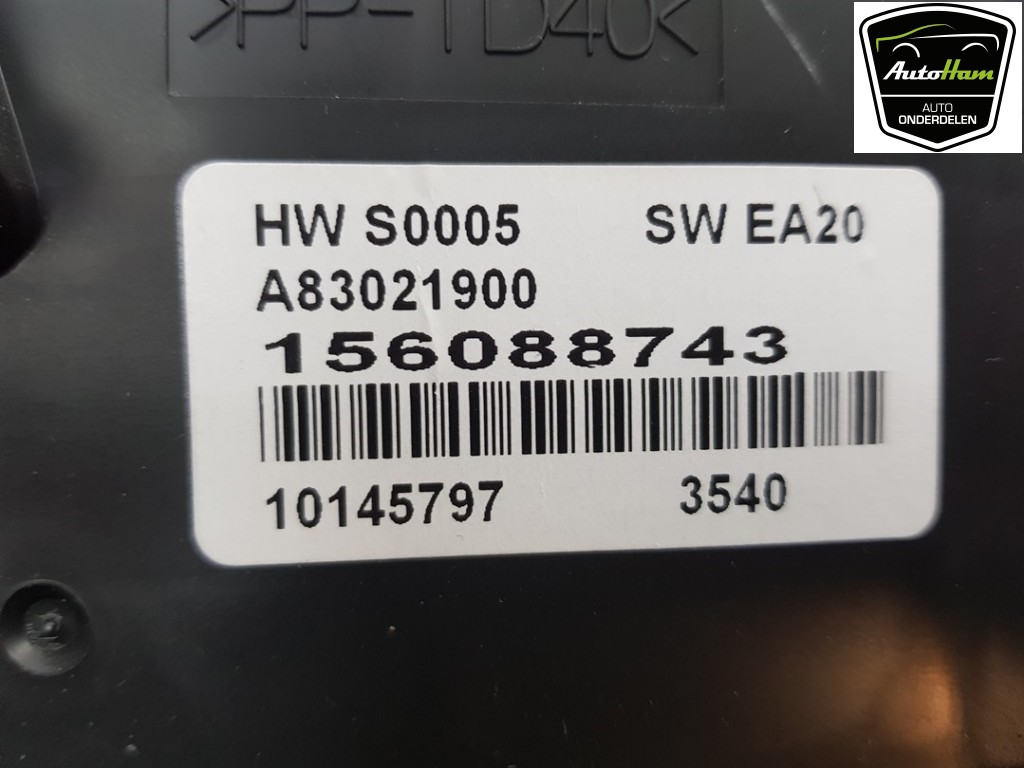 >PP-TD40<
AutoHam
AUTO
ONDERDELEN
HW S0005 SW EA20
A83021900
156088743
10145797 3540